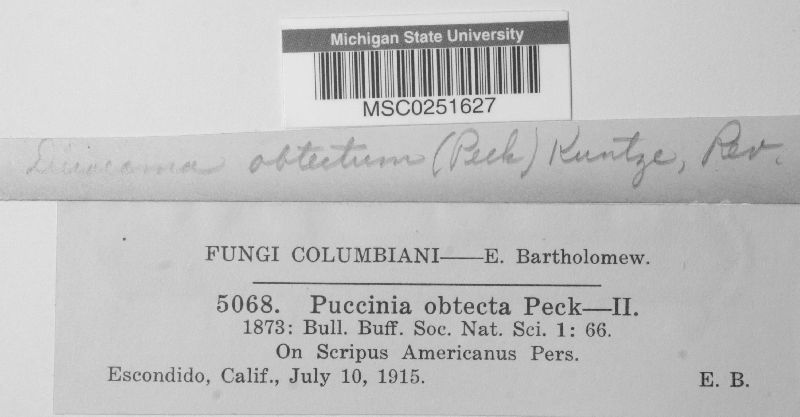 Michigan State University
MSC0251627
obtectum (Peck) Kuntze, Rev.
FUNGI COLUMBIANI——E. Bartholomew.
5068. Puccinia obtecta Peck—II.
1873: Bull. Buff. Soc. Nat. Sci. 1: 66.
On Scripus Americanus Pers.
Escondido, Calif., July 10, 1915. E. B.